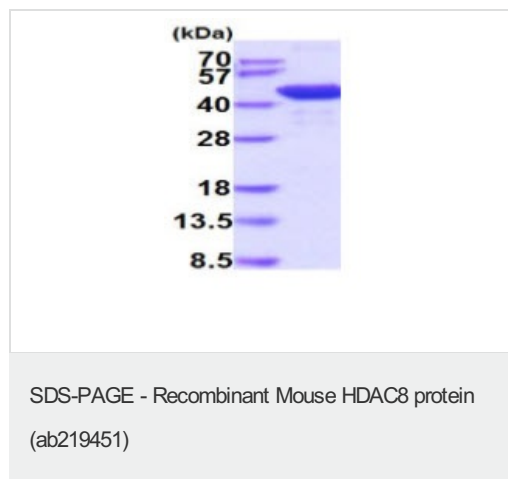 (kDa)
70
57
40
28
18
13.5
8.5
SDS-PAGE - Recombinant Mouse HDAC8 protein
(ab219451)